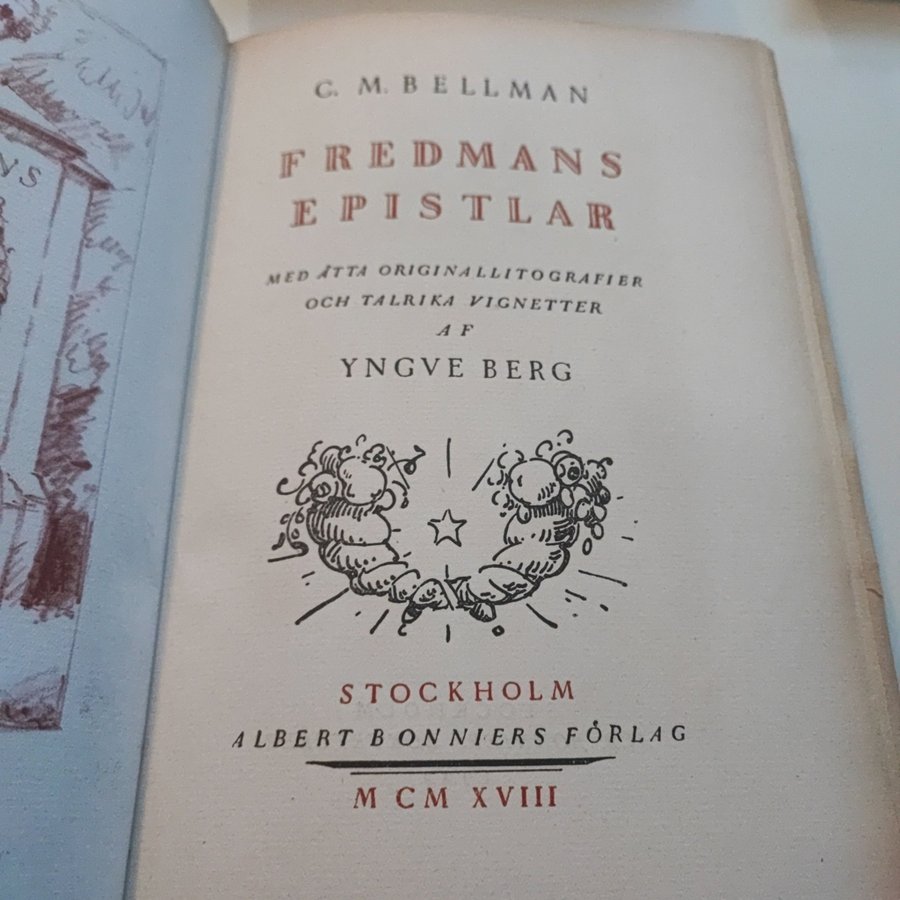 C. M. BELLMAN
FREDMANS
EPISTLAR
MED ÅTTA ORIGINALLITOGRAFIER
OCH TALRIKA VIGNETTER
AF
YNGVE BERG
STOCKHOLM
ALBERT BONNIERS FÖRLAG
MCMXVIII